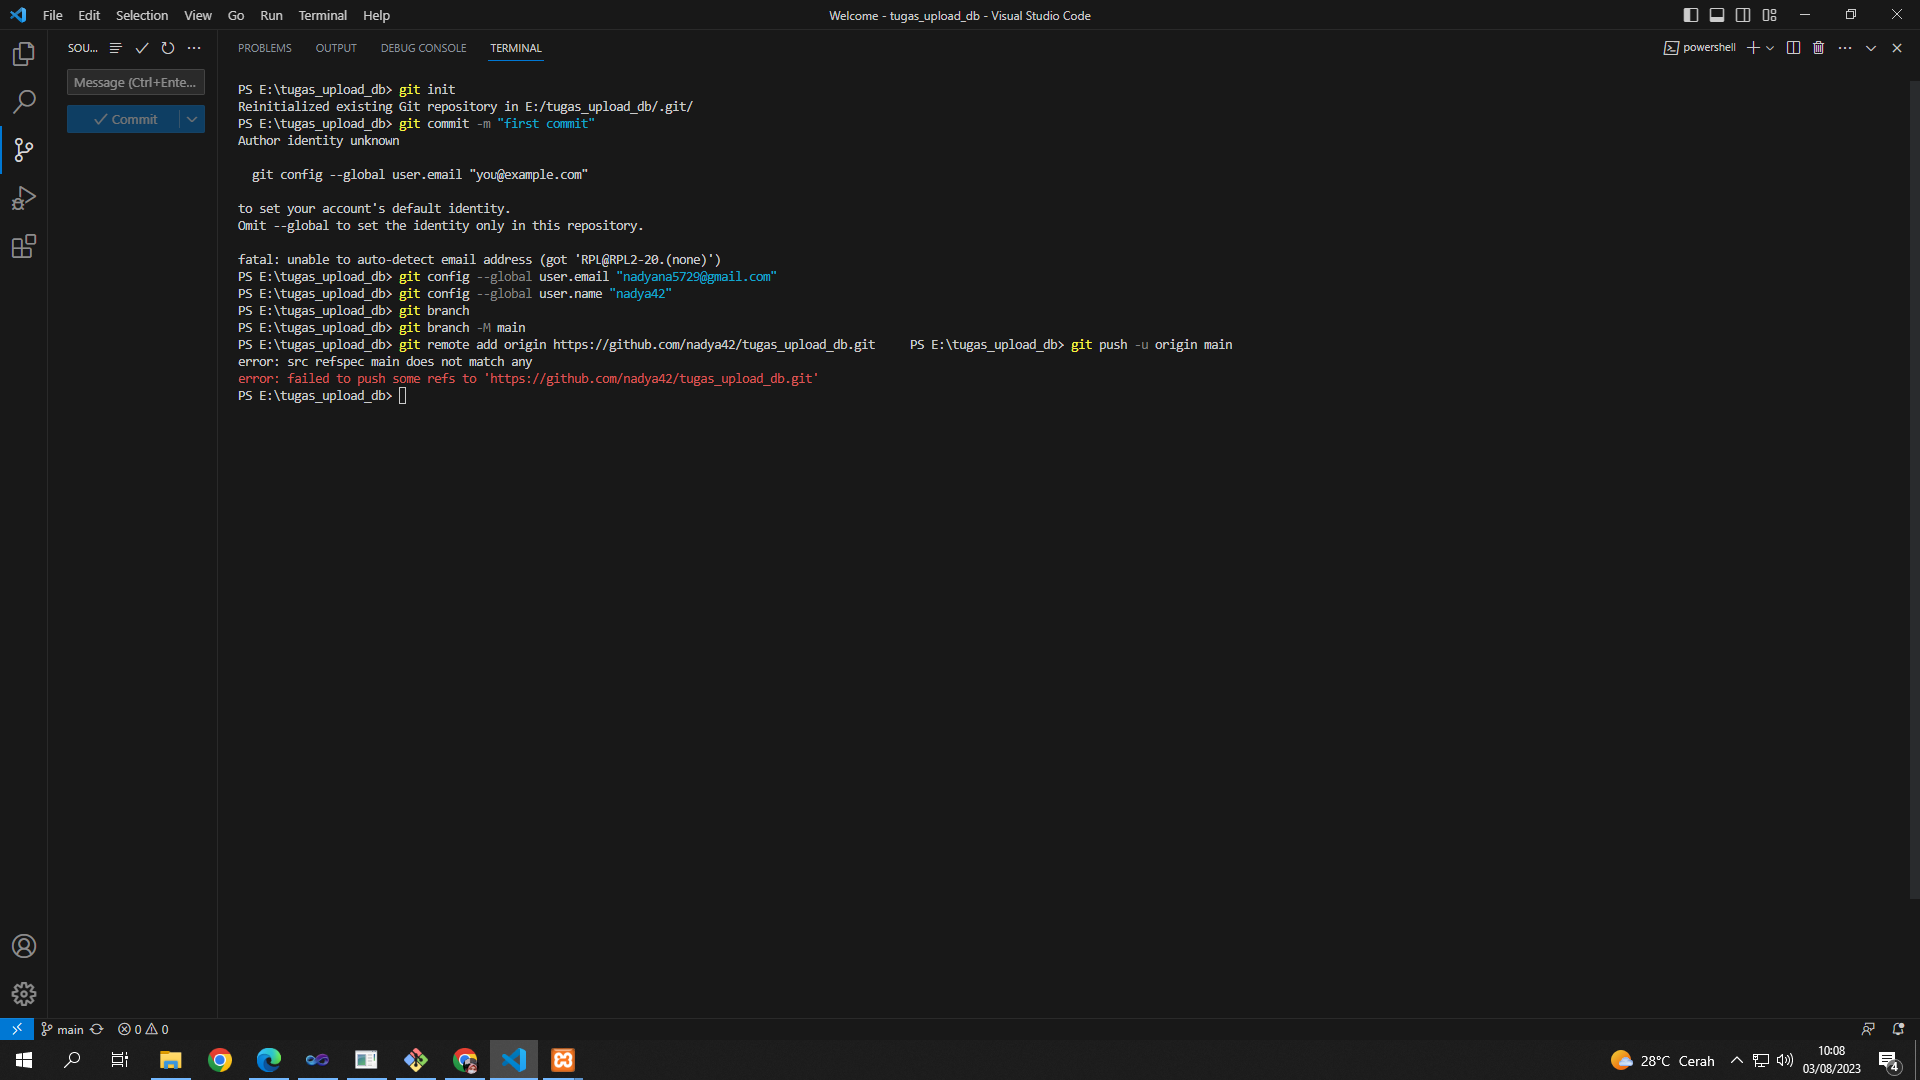 File Edit Selection View Go Run Terminal Help
Welcome - tugas_upload_db - Visual Studio Code
SOU...
Message (Ctrl+Ente...
Commit
PROBLEMS OUTPUT DEBUG CONSOLE TERMINAL
powershell
PS E:\tugas_upload_db> git init
Reinitialized existing Git repository in E:/tugas_upload_db/.git/
PS E:\tugas_upload_db> git commit -m "first commit"
Author identity unknown
git config --global user.email "you@example.com"
to set your account's default identity.
Omit --global to set the identity only in this repository.
fatal: unable to auto-detect email address (got 'RPL@RPL2-20.(none)')
PS E:\tugas_upload_db> git config --global user.email "nadyana5729@gmail.com"
PS E:\tugas_upload_db> git config --global user.name "nadya42"
PS E:\tugas_upload_db> git branch
PS E:\tugas_upload_db> git branch -M main
PS E:\tugas_upload_db> git remote add origin https://github.com/nadya42/tugas_upload_db.git PS E:\tugas_upload_db> git push -u origin main
error: src refspec main does not match any
error: failed to push some refs to 'https://github.com/nadya42/tugas_upload_db.git'
PS E:\tugas_upload_db>
main 0 0
28°C Cerah
10:08
03/08/2023
4